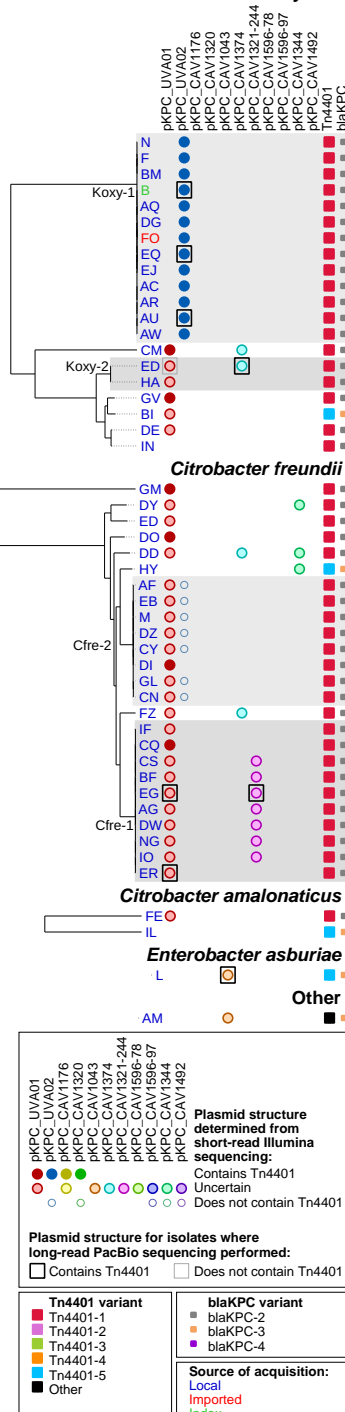 pKPC_UVA01
pKPC_UVA02
pKPC_CAV1176
pKPC_CAV1320
pKPC_CAV1043
pKPC_CAV1374
pKPC_CAV1321-244
pKPC_CAV1596-78
pKPC_CAV1596-97
pKPC_CAV1344
pKPC_CAV1492
Tn4401
blaKPC
N
F
BM
Koxy-1 B
AQ
DG
FO
EQ
EJ
AC
AR
AU
AW
CM
Koxy-2 ED
HA
GV
BI
DE
IN
Citrobacter freundii
GM
DY
ED
DO
DD
HY
AF
EB
M
DZ
CY
Cfre-2
DI
GL
CN
FZ
IF
CQ
CS
BF
EG
AG
Cfre-1 DW
NG
IO
ER
Citrobacter amalonaticus
FE
IL
Enterobacter asburiae
L
Other
AM
pKPC_UVA01
pKPC_UVA02
pKPC_CAV1176
pKPC_CAV1320
pKPC_CAV1043
pKPC_CAV1374
pKPC_CAV1321-244
pKPC_CAV1596-78
pKPC_CAV1596-97
pKPC_CAV1344
pKPC_CAV1492
Plasmid structure
determined from
short-read Illumina
sequencing:
Contains Tn4401
Uncertain
Does not contain Tn4401
Plasmid structure for isolates where
long-read PacBio sequencing performed:
Contains Tn4401 Does not contain Tn4401
Tn4401 variant
Tn4401-1
Tn4401-2
Tn4401-3
Tn4401-4
Tn4401-5
Other
blaKPC variant
blaKPC-2
blaKPC-3
blaKPC-4
Source of acquisition:
Local
Imported